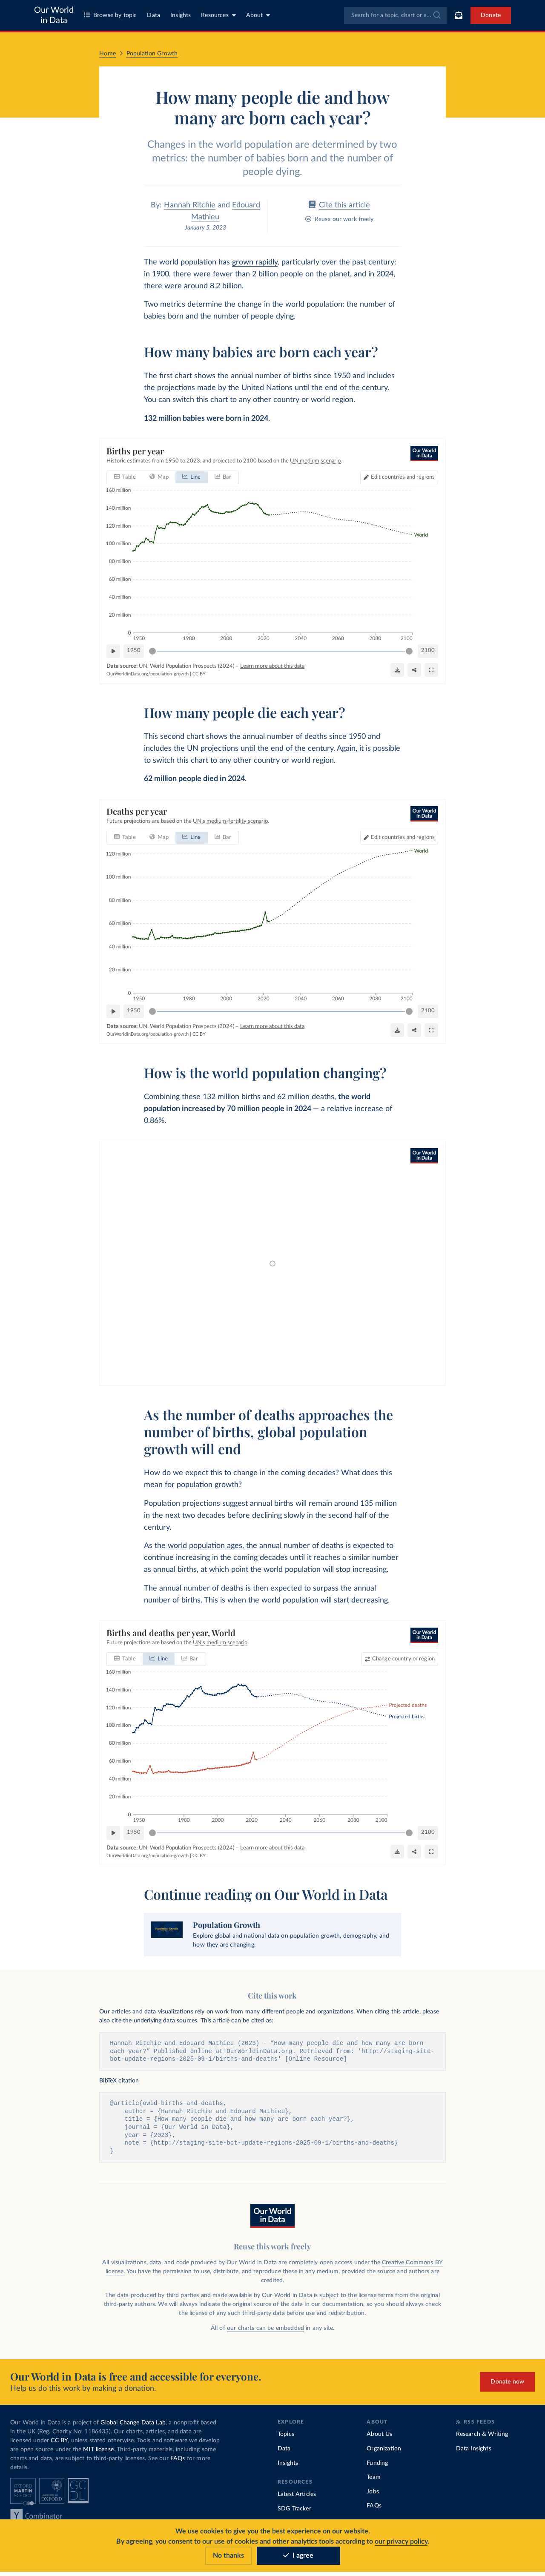 Our World
in Data
Browse by topic
Data
Insights
Resources
About
Search for a topic, chart or a...
Donate
Home
Population Growth
How many people die and how
many are born each year?
Changes in the world population are determined by two
metrics: the number of babies born and the number of
people dying.
By: Hannah Ritchie and Edouard
Mathieu
January 5, 2023
Cite this article
Reuse our work freely
The world population has grown rapidly, particularly over the past century:
in 1900, there were fewer than 2 billion people on the planet, and in 2024,
there were around 8.2 billion.
Two metrics determine the change in the world population: the number of
babies born and the number of people dying.
How many babies are born each year?
The first chart shows the annual number of births since 1950 and includes
the projections made by the United Nations until the end of the century.
You can switch this chart to any other country or world region.
132 million babies were born in 2024.
Births per year
Historic estimates from 1950 to 2023, and projected to 2100 based on the UN medium scenario.
Our World
in Data
Table
Map
Line
Bar
Edit countries and regions
160 million
140 million
120 million
100 million
80 million
60 million
40 million
20 million
0
World
1950
1980
2000
2020
2040
2060
2080
2100
1950
2100
Data source: UN, World Population Prospects (2024) – Learn more about this data
OurWorldinData.org/population-growth | CC BY
How many people die each year?
This second chart shows the annual number of deaths since 1950 and
includes the UN projections until the end of the century. Again, it is possible
to switch this chart to any other country or world region.
62 million people died in 2024.
Deaths per year
Future projections are based on the UN's medium-fertility scenario.
Our World
in Data
Table
Map
Line
Bar
Edit countries and regions
120 million
100 million
80 million
60 million
40 million
20 million
0
World
1950
1980
2000
2020
2040
2060
2080
2100
1950
2100
Data source: UN, World Population Prospects (2024) – Learn more about this data
OurWorldinData.org/population-growth | CC BY
How is the world population changing?
Combining these 132 million births and 62 million deaths, the world
population increased by 70 million people in 2024 — a relative increase of
0.86%.
Our World
in Data
As the number of deaths approaches the
number of births, global population
growth will end
How do we expect this to change in the coming decades? What does this
mean for population growth?
Population projections suggest annual births will remain around 135 million
in the next two decades before declining slowly in the second half of the
century.
As the world population ages, the annual number of deaths is expected to
continue increasing in the coming decades until it reaches a similar number
as annual births, at which point the world population will stop increasing.
The annual number of deaths is then expected to surpass the annual
number of births. This is when the world population will start decreasing.
Births and deaths per year, World
Future projections are based on the UN's medium scenario.
Our World
in Data
Table
Line
Bar
Change country or region
160 million
140 million
120 million
100 million
80 million
60 million
40 million
20 million
0
Projected deaths
Projected births
1950
1980
2000
2020
2040
2060
2080
2100
1950
2100
Data source: UN, World Population Prospects (2024) – Learn more about this data
OurWorldinData.org/population-growth | CC BY
Continue reading on Our World in Data
Population Growth
Explore global and national data on population growth, demography, and
how they are changing.
Cite this work
Our articles and data visualizations rely on work from many different people and organizations. When citing this article, please
also cite the underlying data sources. This article can be cited as:
Hannah Ritchie and Edouard Mathieu (2023) - “How many people die and how many are born
each year?” Published online at OurWorldinData.org. Retrieved from: 'http://staging-site-
bot-update-regions-2025-09-1/births-and-deaths' [Online Resource]
BibTeX citation
@article{owid-births-and-deaths,
author = {Hannah Ritchie and Edouard Mathieu},
title = {How many people die and how many are born each year?},
journal = {Our World in Data},
year = {2023},
note = {http://staging-site-bot-update-regions-2025-09-1/births-and-deaths}
}
Our World
in Data
Reuse this work freely
All visualizations, data, and code produced by Our World in Data are completely open access under the Creative Commons BY
license. You have the permission to use, distribute, and reproduce these in any medium, provided the source and authors are
credited.
The data produced by third parties and made available by Our World in Data is subject to the license terms from the original
third-party authors. We will always indicate the original source of the data in our documentation, so you should always check
the license of any such third-party data before use and redistribution.
All of our charts can be embedded in any site.
Our World in Data is free and accessible for everyone.
Help us do this work by making a donation.
Donate now
Our World in Data is a project of Global Change Data Lab, a nonprofit based
in the UK (Reg. Charity No. 1186433). Our charts, articles, and data are
licensed under CC BY, unless stated otherwise. Tools and software we develop
are open source under the MIT license. Third-party materials, including some
charts and data, are subject to third-party licenses. See our FAQs for more
details.
OXFORD
MARTIN
SCHOOL
Y Combinator
EXPLORE
Topics
Data
Insights
RESOURCES
Latest Articles
SDG Tracker
ABOUT
About Us
Organization
Funding
Team
Jobs
FAQs
RSS FEEDS
Research & Writing
Data Insights
We use cookies to give you the best experience on our website.
By agreeing, you consent to our use of cookies and other analytics tools according to our privacy policy.
No thanks
I agree